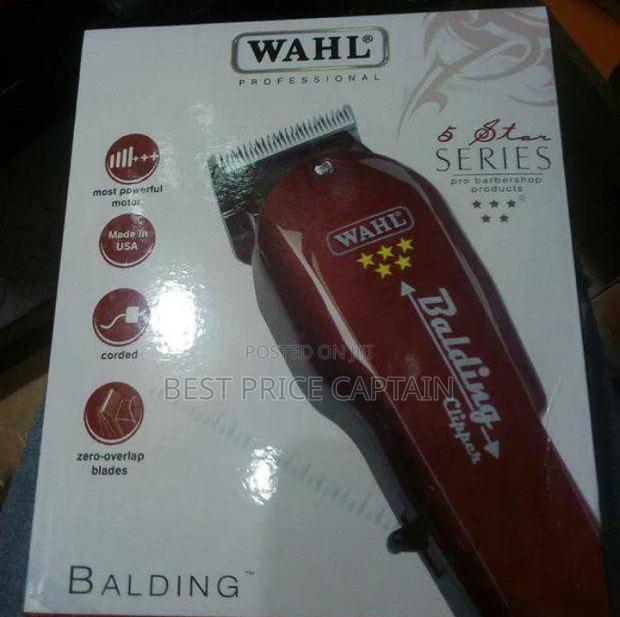 WAHL®
PROFESSIONAL
5 Star
SERIES
pro barbershop
products
most powerful
motor
Made in
USA
corded
zero-overlap
blades
WAHL
Balding
Clipper
POSTED ON JIJI
BEST PRICE CAPTAIN
BALDING™